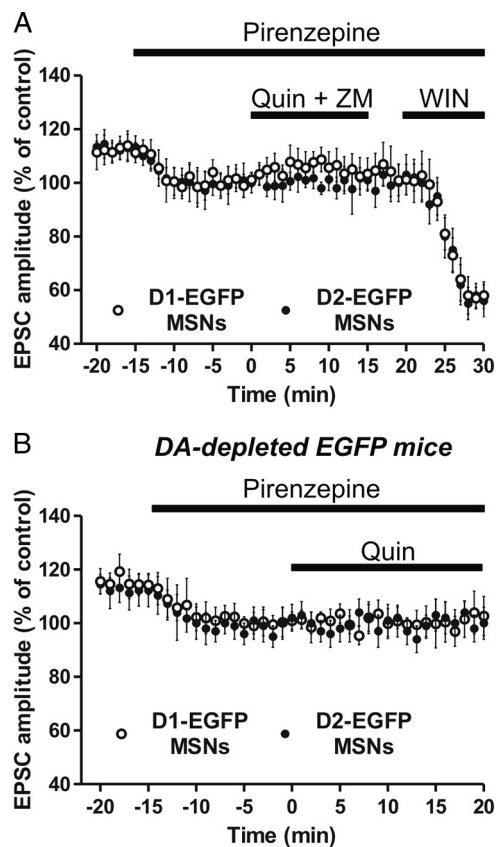 A
Pirenzepine
Quin + ZM
WIN
EPSC amplitude (% of control)
140
120
100
80
60
40
D1-EGFP
MSNs
D2-EGFP
MSNs
-20 -15 -10 -5 0 5 10 15 20 25 30
Time (min)
B
DA-depleted EGFP mice
Pirenzepine
Quin
EPSC amplitude (% of control)
140
120
100
80
60
40
D1-EGFP
MSNs
D2-EGFP
MSNs
-20 -15 -10 -5 0 5 10 15 20
Time (min)